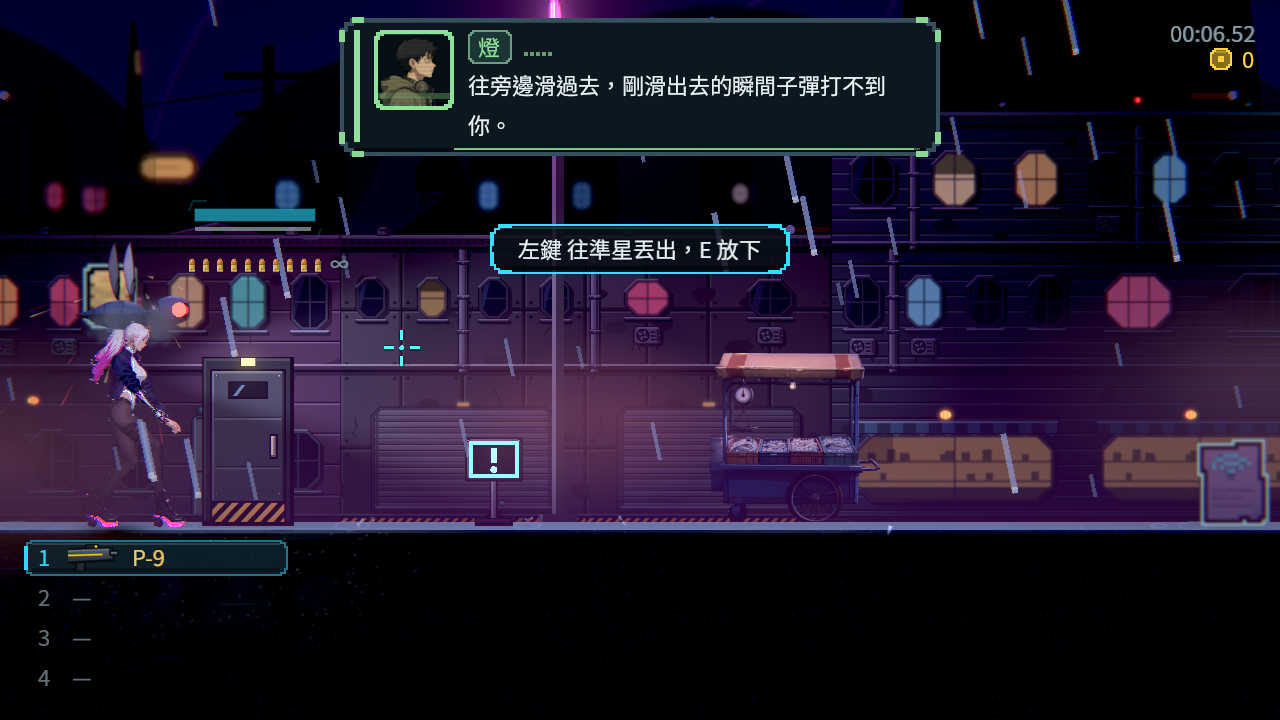 00:06.52
0
燈 .....
往旁邊滑過去，剛滑出去的瞬間子彈打不到
你。
左鍵 往準星丟出，E 放下
∞
!
1 P-9
2 —
3 —
4 —